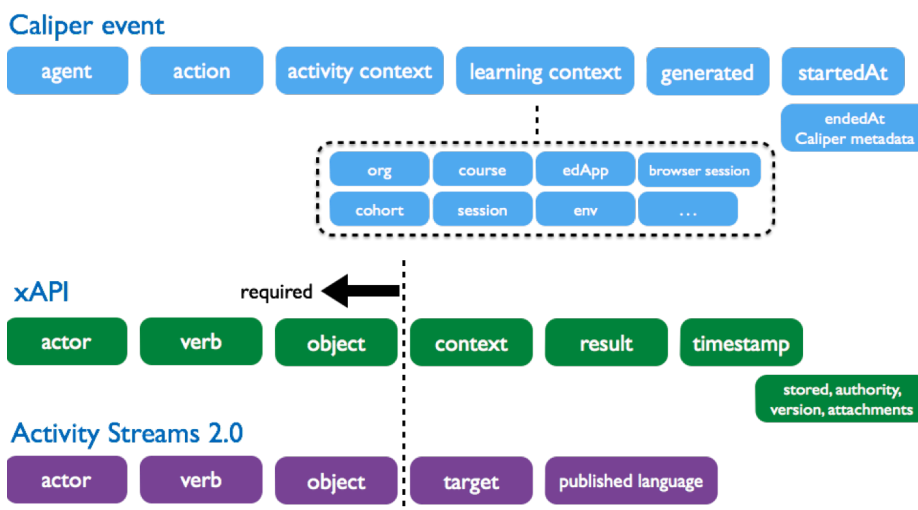 Caliper event
agent action activity context learning context generated startedAt
endedAt
Caliper metadata
org course edApp browser session
cohort session env ...
xAPI
required
actor verb object context result timestamp
stored, authority,
version, attachments
Activity Streams 2.0
actor verb object target published language